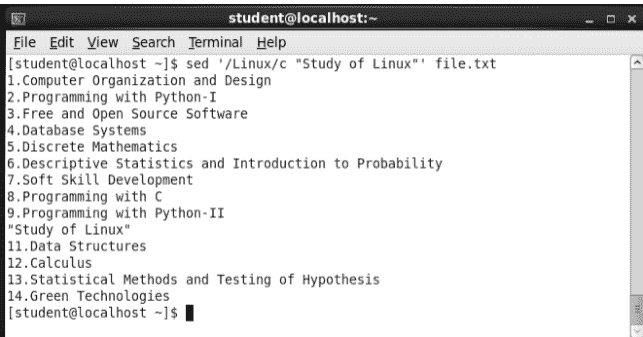 student@localhost:~
File Edit View Search Terminal Help
[student@localhost ~]$ sed '/Linux/c "Study of Linux"' file.txt
1.Computer Organization and Design
2.Programming with Python-I
3.Free and Open Source Software
4.Database Systems
5.Discrete Mathematics
6.Descriptive Statistics and Introduction to Probability
7.Soft Skill Development
8.Programming with C
9.Programming with Python-II
"Study of Linux"
11.Data Structures
12.Calculus
13.Statistical Methods and Testing of Hypothesis
14.Green Technologies
[student@localhost ~]$